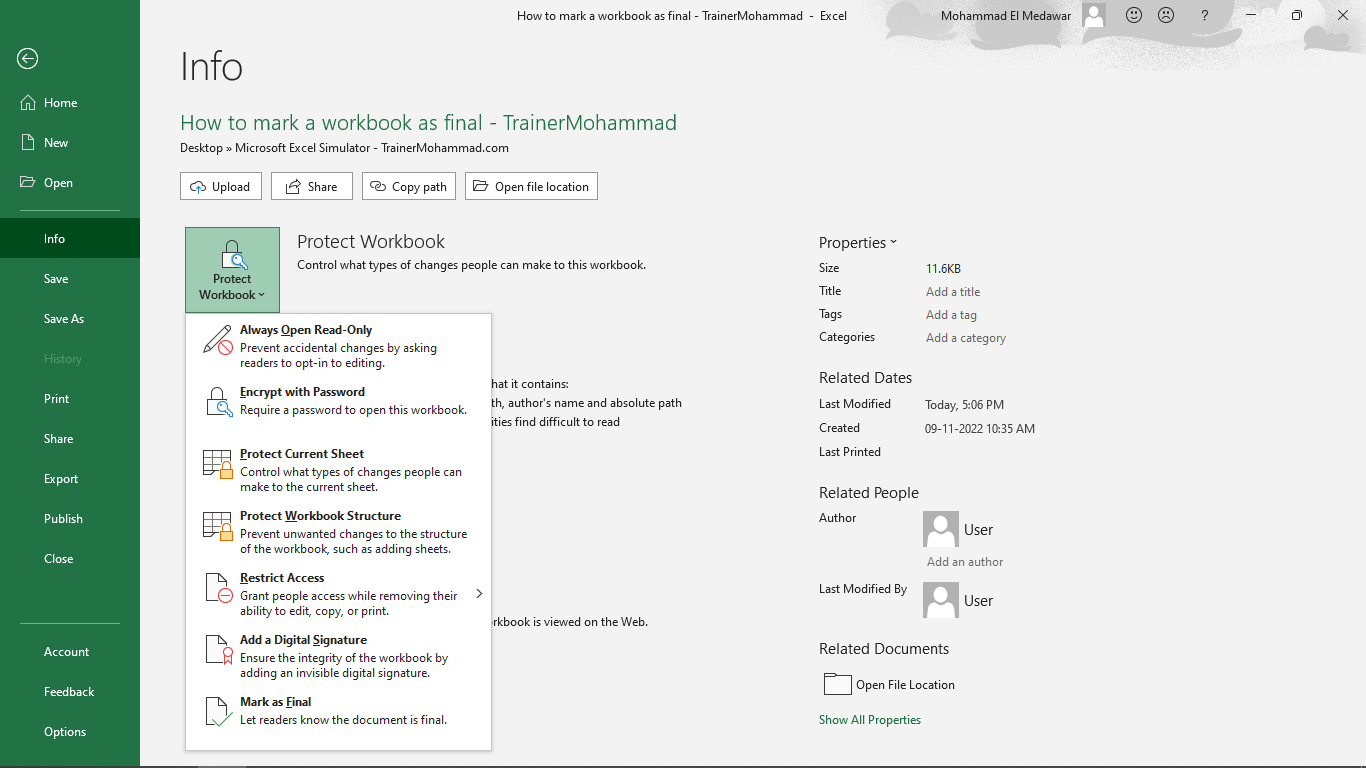 How to mark a workbook as final - TrainerMohammad - Excel
Mohammad El Medawar
?
Home
New
Open
Info
Save
Save As
History
Print
Share
Export
Publish
Close
Account
Feedback
Options
Info
How to mark a workbook as final - TrainerMohammad
Desktop » Microsoft Excel Simulator - TrainerMohammad.com
Upload
Share
Copy path
Open file location
Protect
Workbook
Protect Workbook
Control what types of changes people can make to this workbook.
Always Open Read-Only
Prevent accidental changes by asking
readers to opt-in to editing.
Encrypt with Password
Require a password to open this workbook.
Protect Current Sheet
Control what types of changes people can
make to the current sheet.
Protect Workbook Structure
Prevent unwanted changes to the structure
of the workbook, such as adding sheets.
Restrict Access
Grant people access while removing their
ability to edit, copy, or print.
Add a Digital Signature
Ensure the integrity of the workbook by
adding an invisible digital signature.
Mark as Final
Let readers know the document is final.
hat it contains:
th, author's name and absolute path
ities find difficult to read
rkbook is viewed on the Web.
Properties
Size 11.6KB
Title Add a title
Tags Add a tag
Categories Add a category
Related Dates
Last Modified Today, 5:06 PM
Created 09-11-2022 10:35 AM
Last Printed
Related People
Author User
Add an author
Last Modified By User
Related Documents
Open File Location
Show All Properties